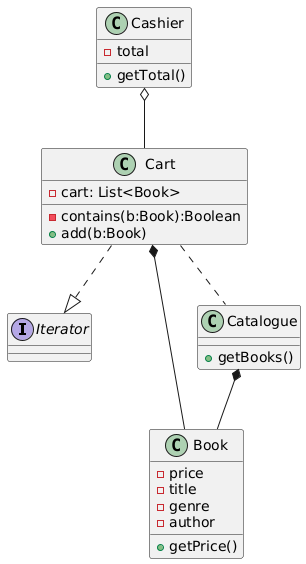 C Cashier
total
getTotal()
C Cart
cart: List<Book>
contains(b:Book):Boolean
add(b:Book)
I Iterator
C Catalogue
getBooks()
C Book
price
title
genre
author
getPrice()